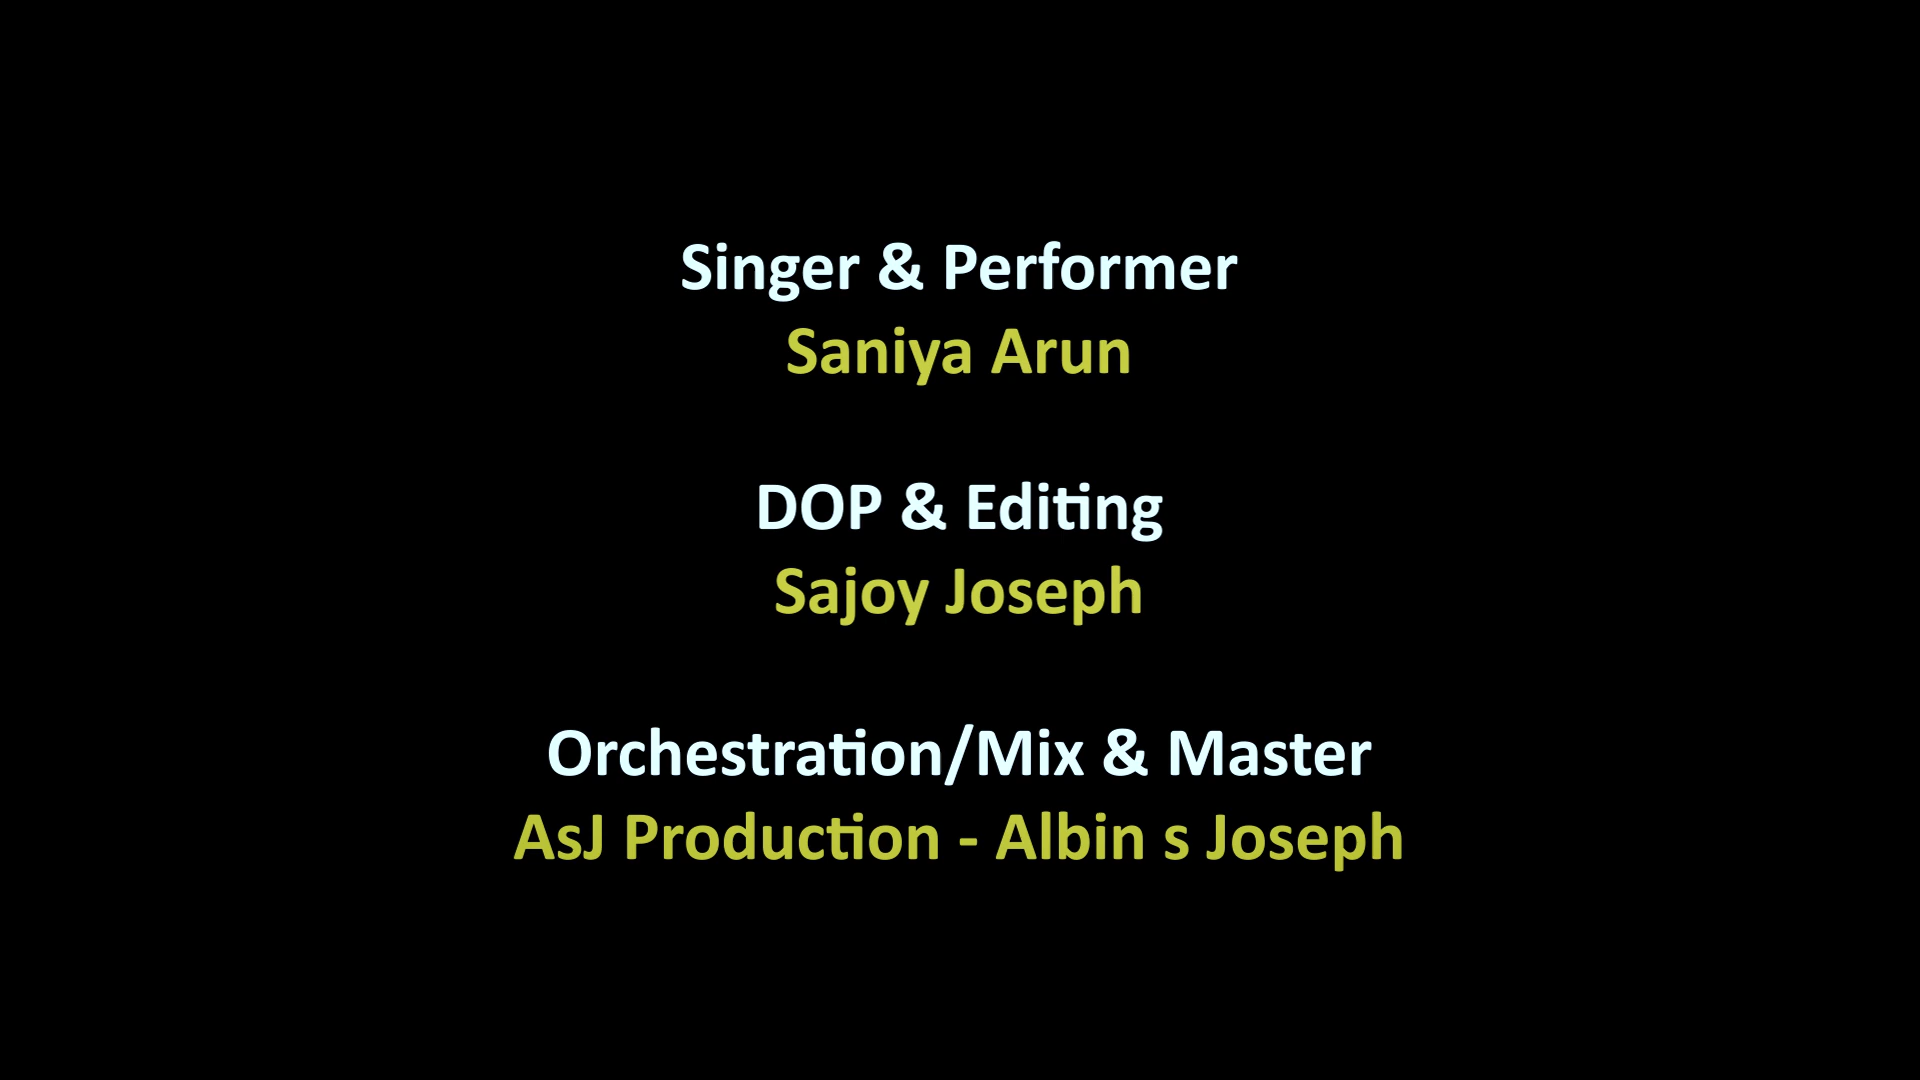 Singer & Performer
Saniya Arun
DOP & Editing
Sajoy Joseph
Orchestration/Mix & Master
AsJ Production - Albin s Joseph